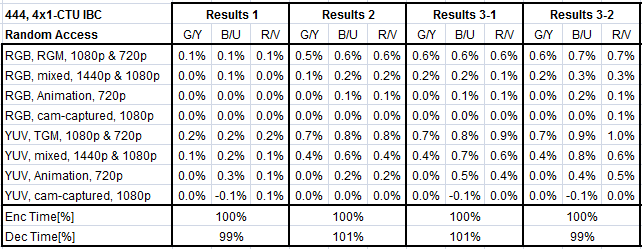 444, 4x1-CTU IBC Results 1 Results 2 Results 3-1 Results 3-2
Random Access G/Y B/U R/V G/Y B/U R/V G/Y B/U R/V G/Y B/U R/V
RGB, RGM, 1080p & 720p 0.1% 0.1% 0.1% 0.5% 0.6% 0.6% 0.6% 0.6% 0.6% 0.6% 0.7% 0.7%
RGB, mixed, 1440p & 1080p 0.0% 0.1% 0.0% 0.1% 0.2% 0.2% 0.2% 0.2% 0.1% 0.2% 0.3% 0.3%
RGB, Animation, 720p 0.0% 0.0% 0.0% 0.0% 0.1% 0.1% 0.0% 0.1% 0.1% 0.0% 0.2% 0.1%
RGB, cam-captured, 1080p 0.0% 0.0% 0.0% 0.0% 0.0% 0.0% 0.0% 0.0% 0.0% 0.0% 0.0% 0.1%
YUV, TGM, 1080p & 720p 0.2% 0.2% 0.2% 0.7% 0.8% 0.8% 0.7% 0.8% 0.9% 0.7% 0.9% 1.0%
YUV, mixed, 1440p & 1080p 0.1% 0.2% 0.1% 0.4% 0.6% 0.4% 0.4% 0.7% 0.6% 0.4% 0.8% 0.6%
YUV, Animation, 720p 0.0% 0.3% 0.1% 0.0% 0.2% 0.2% 0.0% 0.5% 0.4% 0.0% 0.4% 0.5%
YUV, cam-captured, 1080p 0.0% -0.1% 0.1% 0.0% 0.0% 0.0% 0.0% -0.1% 0.0% 0.0% -0.1% 0.0%
Enc Time[%] 100% 100% 100% 100%
Dec Time[%] 99% 101% 101% 99%